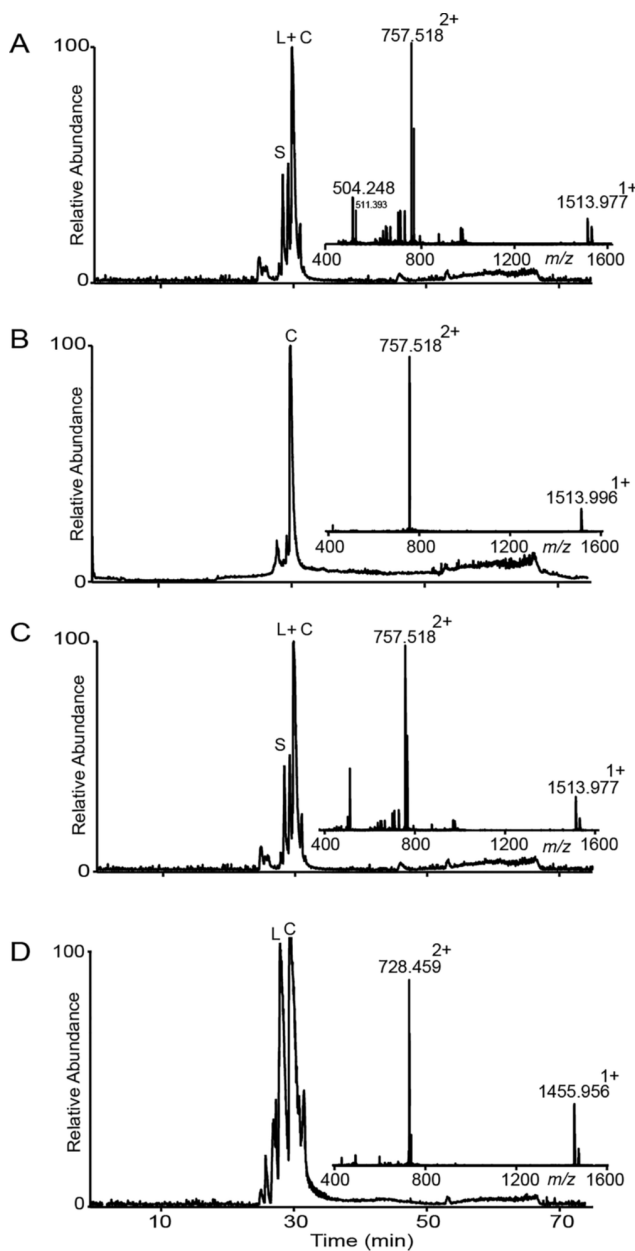 A
Relative Abundance
100
0
L + C
S
757.518 2+
504.248
511.393
1513.977 1+
400 800 1200 m/z 1600
B
Relative Abundance
100
0
C
757.518 2+
1513.996 1+
400 800 1200 m/z 1600
C
Relative Abundance
100
0
L + C
S
757.518 2+
1513.977 1+
400 800 1200 m/z 1600
D
Relative Abundance
100
0
L C
728.459 2+
1455.956 1+
400 800 1200 m/z 1600
10 30 50 70
Time (min)